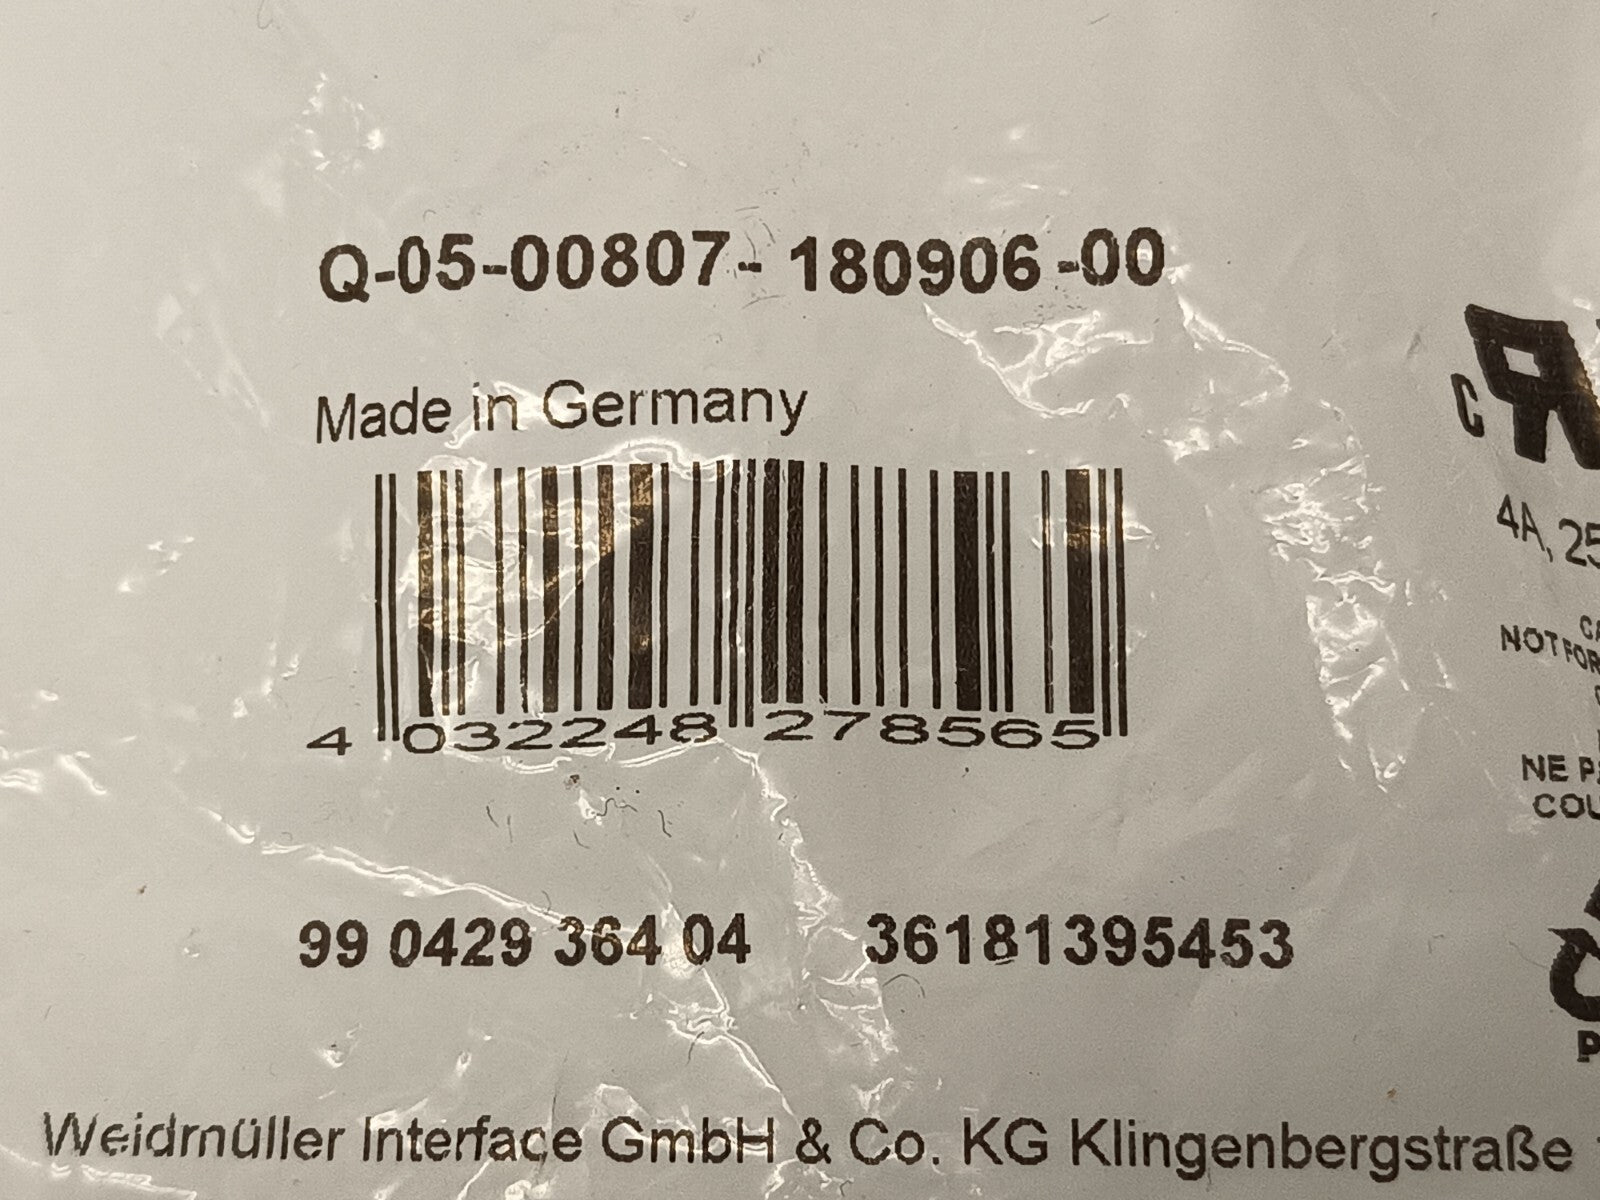 Q-05-00807- 180906-00
Made in Germany
4 032248 278565
99 0429 364 04 36181395453
Weidmüller Interface GmbH & Co. KG Klingenbergstraße
C
4A, 25
NOT FOR
NE
COU
P